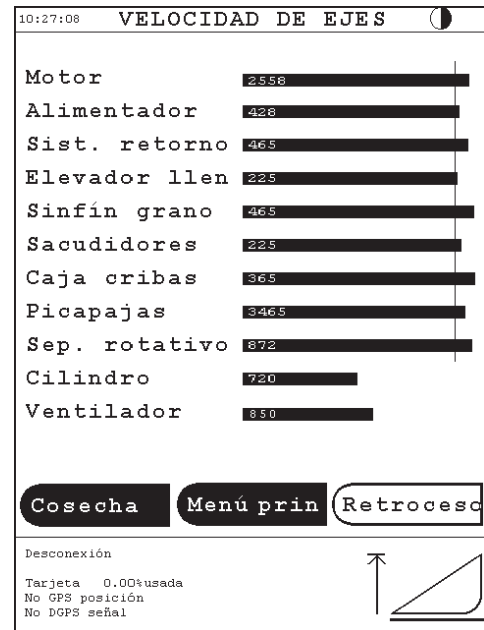 10:27:08 VELOCIDAD DE EJES
Motor 2558
Alimentador 428
Sist. retorno 465
Elevador llen 225
Sinfín grano 465
Sacudidores 225
Caja cribas 365
Picapajas 3465
Sep. rotativo 872
Cilindro 720
Ventilador 850
Cosecha Menú prin Retroceso
Desconexión
Tarjeta 0.00%usada
No GPS posición
No DGPS señal